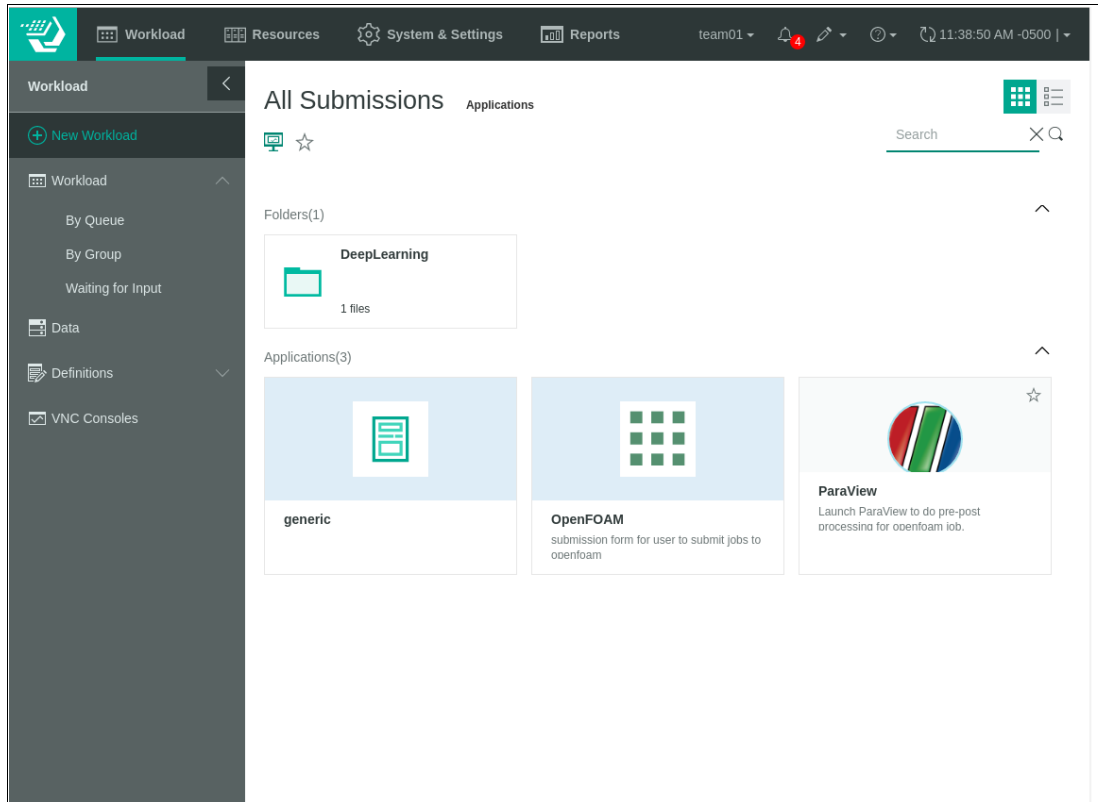 Workload
Resources
System & Settings
Reports
team01
4
11:38:50 AM -0500 |
Workload
New Workload
Workload
By Queue
By Group
Waiting for Input
Data
Definitions
VNC Consoles
All Submissions Applications
Search
Folders(1)
DeepLearning
1 files
Applications(3)
generic
OpenFOAM
submission form for user to submit jobs to
openfoam
ParaView
Launch ParaView to do pre-post
processing for openfoam job.